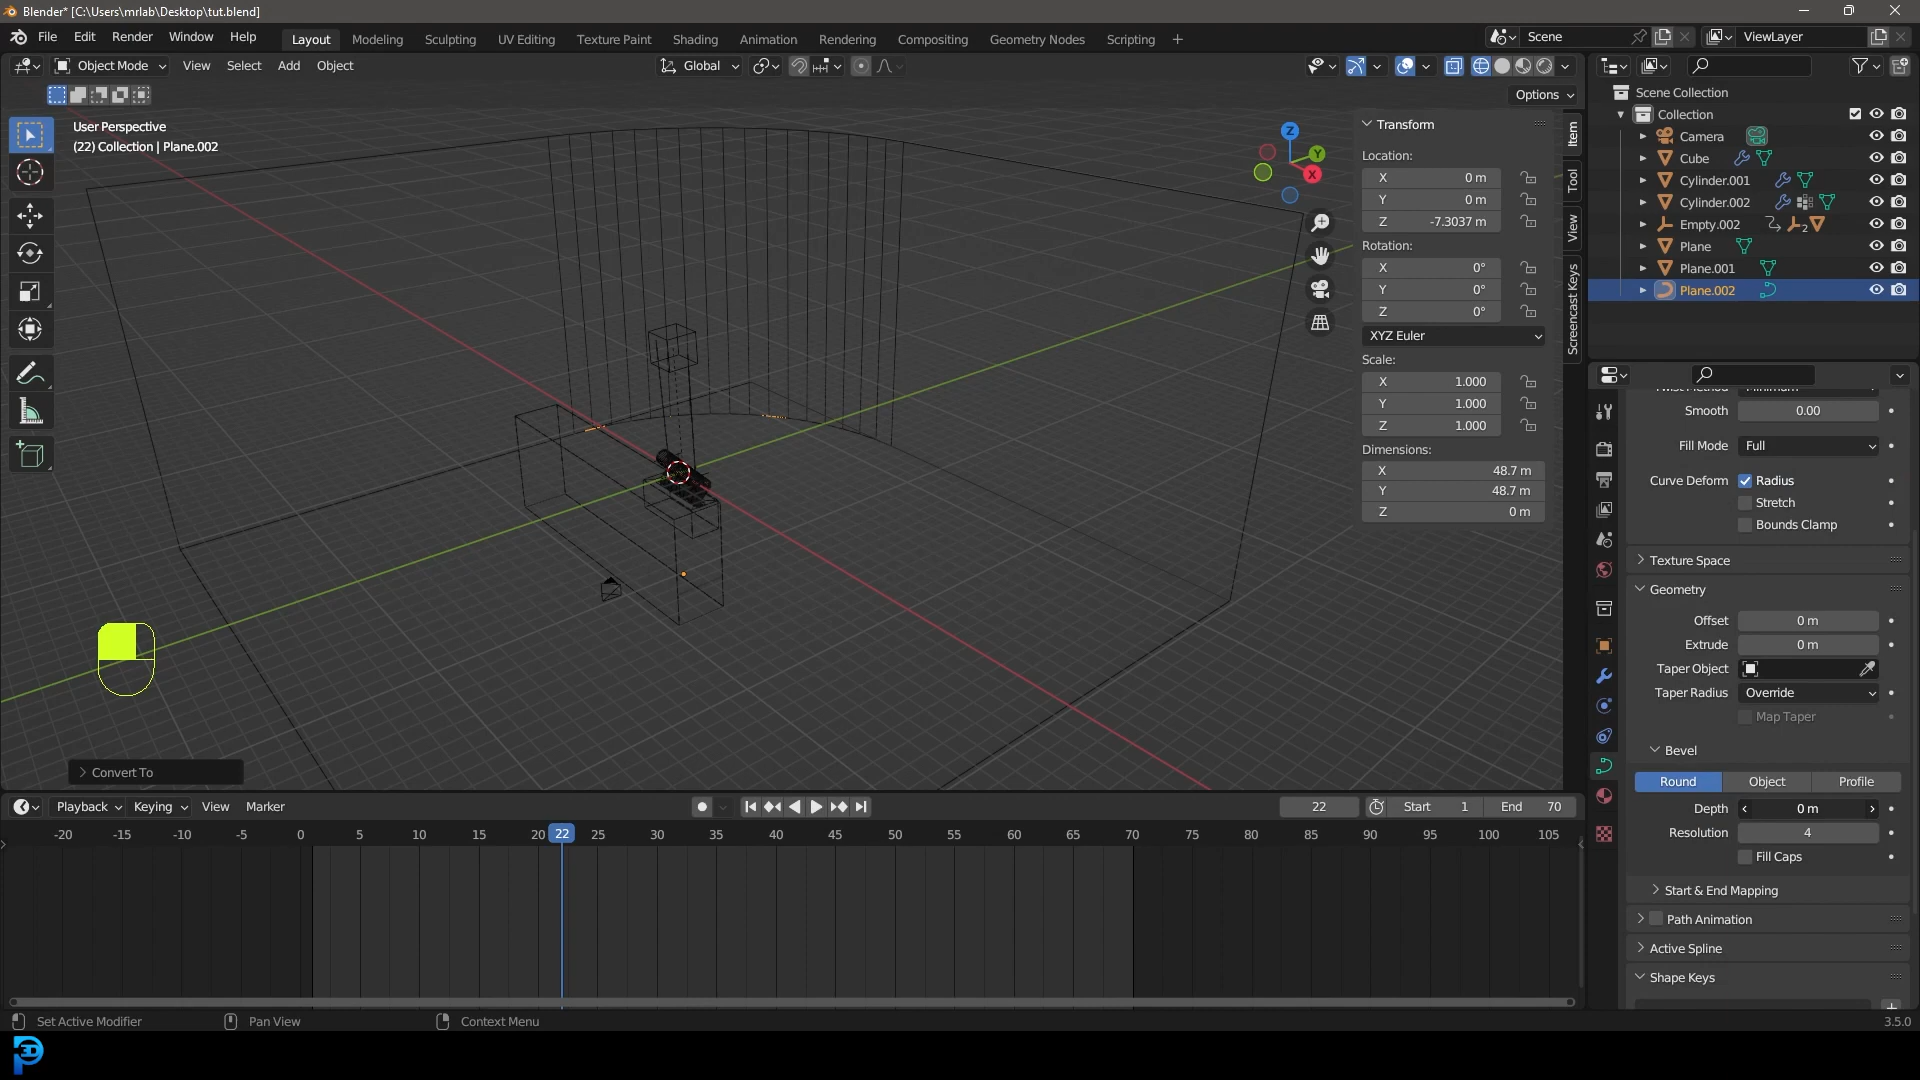 Blender* [C:\Users\mrlab\Desktop\tut.blend]
File Edit Render Window Help Layout Modeling Sculpting UV Editing Texture Paint Shading Animation Rendering Compositing Geometry Nodes Scripting + Scene ViewLayer
Object Mode View Select Add Object Global
Options
User Perspective
(22) Collection | Plane.002
Z
Y
X
Transform
Location:
X 0 m
Y 0 m
Z -7.3037 m
Rotation:
X 0°
Y 0°
Z 0°
XYZ Euler
Scale:
X 1.000
Y 1.000
Z 1.000
Dimensions:
X 48.7 m
Y 48.7 m
Z 0 m
Item
Tool
View
Screencast Keys
Scene Collection
Collection
Camera
Cube
Cylinder.001
Cylinder.002
Empty.002 2
Plane
Plane.001
Plane.002
Twist Method Minimum
Smooth 0.00
Fill Mode Full
Curve Deform Radius
Stretch
Bounds Clamp
Texture Space
Geometry
Offset 0 m
Extrude 0 m
Taper Object
Taper Radius Override
Map Taper
Bevel
Round Object Profile
Depth 0 m
Resolution 4
Fill Caps
Start & End Mapping
Path Animation
Active Spline
Shape Keys
Convert To
Playback Keying View Marker 22 Start 1 End 70
-20 -15 -10 -5 0 5 10 15 20 22 25 30 35 40 45 50 55 60 65 70 75 80 85 90 95 100 105
Set Active Modifier Pan View Context Menu 3.5.0